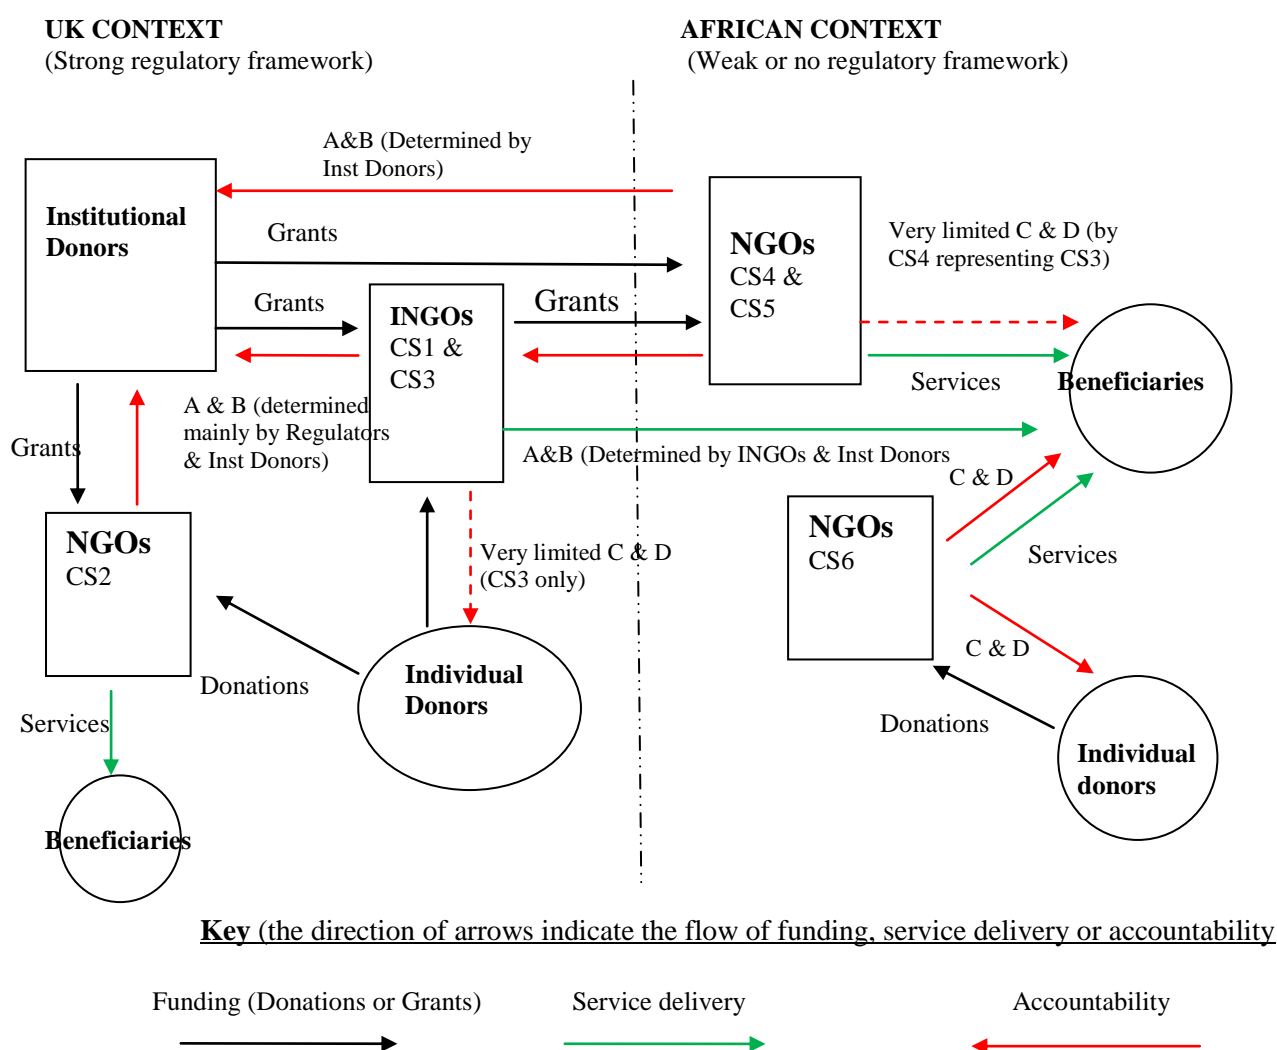 UK CONTEXT
(Strong regulatory framework)
AFRICAN CONTEXT
(Weak or no regulatory framework)
A&B (Determined by
Inst Donors)
Institutional
Donors
Grants
NGOs
CS4 &
CS5
Very limited C & D (by
CS4 representing CS3)
Grants
INGOs
CS1 &
CS3
Grants
Services
Beneficiaries
Grants
A & B (determined
mainly by Regulators
& Inst Donors)
A&B (Determined by INGOs & Inst Donors
C & D
NGOs
CS2
NGOs
CS6
Very limited C & D
(CS3 only)
Services
C & D
Donations
Individual
Donors
Services
Donations
Individual
donors
Beneficiaries
Key (the direction of arrows indicate the flow of funding, service delivery or accountability
Funding (Donations or Grants)
Service delivery
Accountability